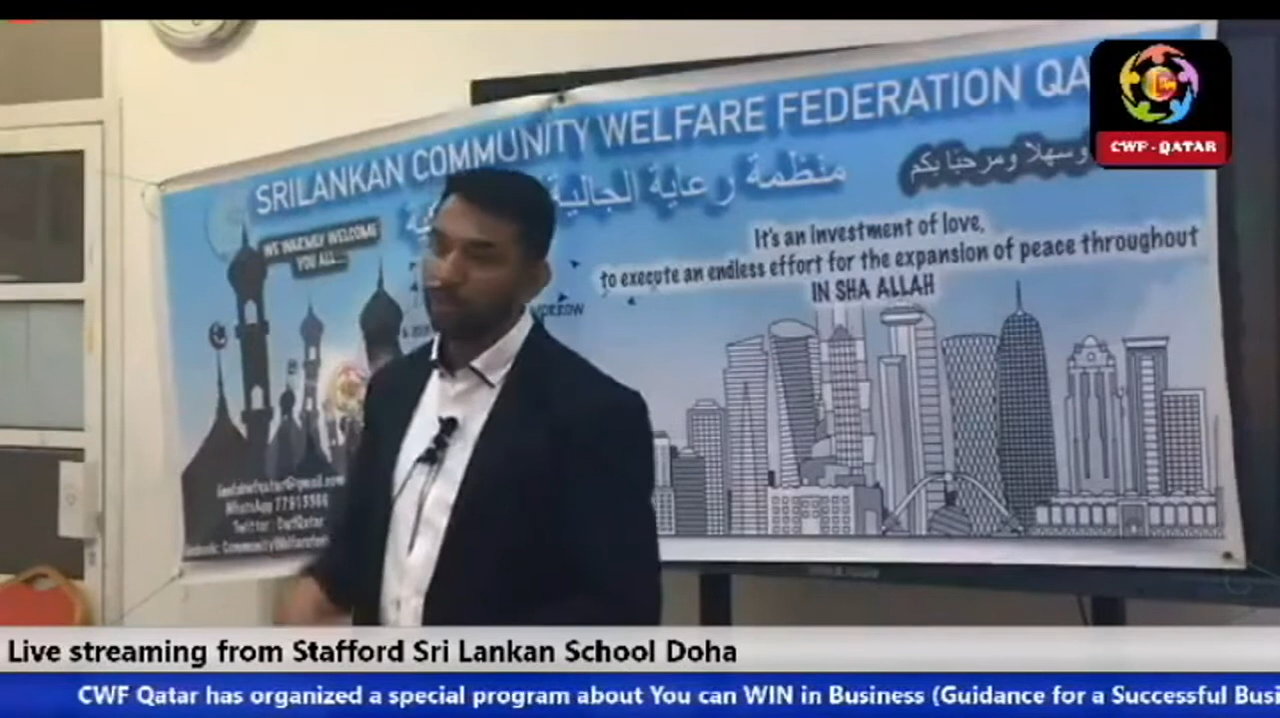 SRILANKAN COMMUNITY WELFARE FEDERATION QA
منظمة رعاية الجالية
وسهلا ومرحبا بكم
CWF - QATAR
WE WARMLY WELCOME
YOU ALL...
It's an investment of love,
to execute an endless effort for the expansion of peace throughout
IN SHA ALLAH
WhatsApp
Twitter: CwfQatar
Live streaming from Stafford Sri Lankan School Doha
CWF Qatar has organized a special program about You can WIN in Business (Guidance for a Successful Busi